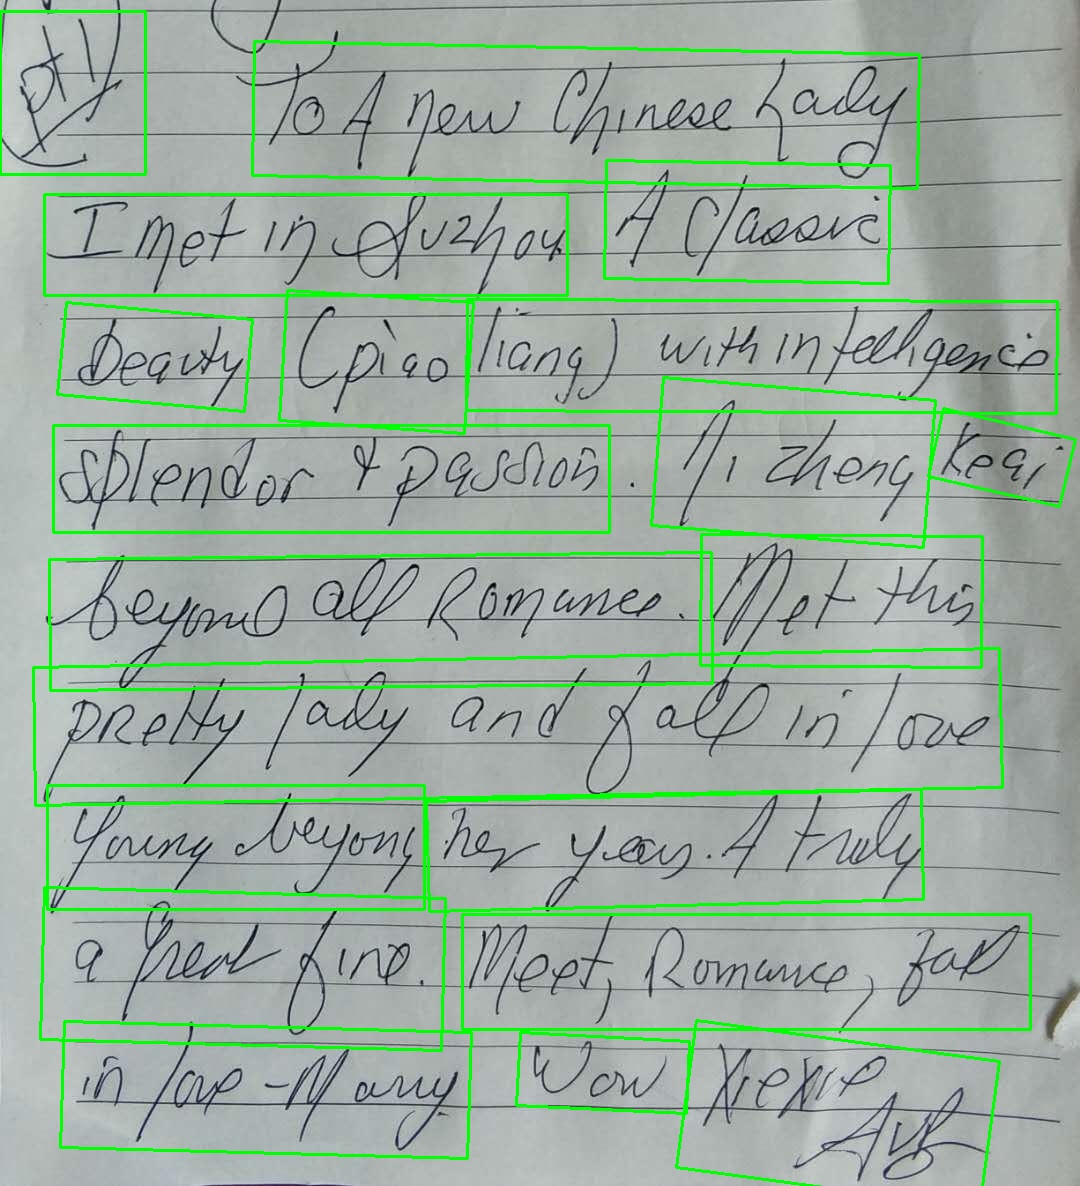 pt 1
To A New Chinese Lady
I met in Suzhou A Classic
beauty (piao liang) with intelligence
splendor & passion. Ni zheng Keai
beyond all Romance. Met this
pretty lady and fall in love
Young beyong her years. A truly
a great fine. Meet, Romance, fall
in love - Marry Wow Xiexie